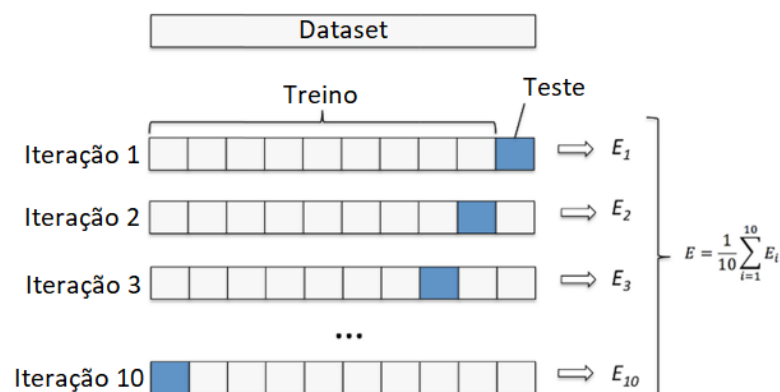 Dataset
Treino
Teste
Iteração 1
E₁
Iteração 2
E₂
Iteração 3
E₃
E = 1/10 ∑_{i=1}^{10} E_i
...
Iteração 10
E₁₀